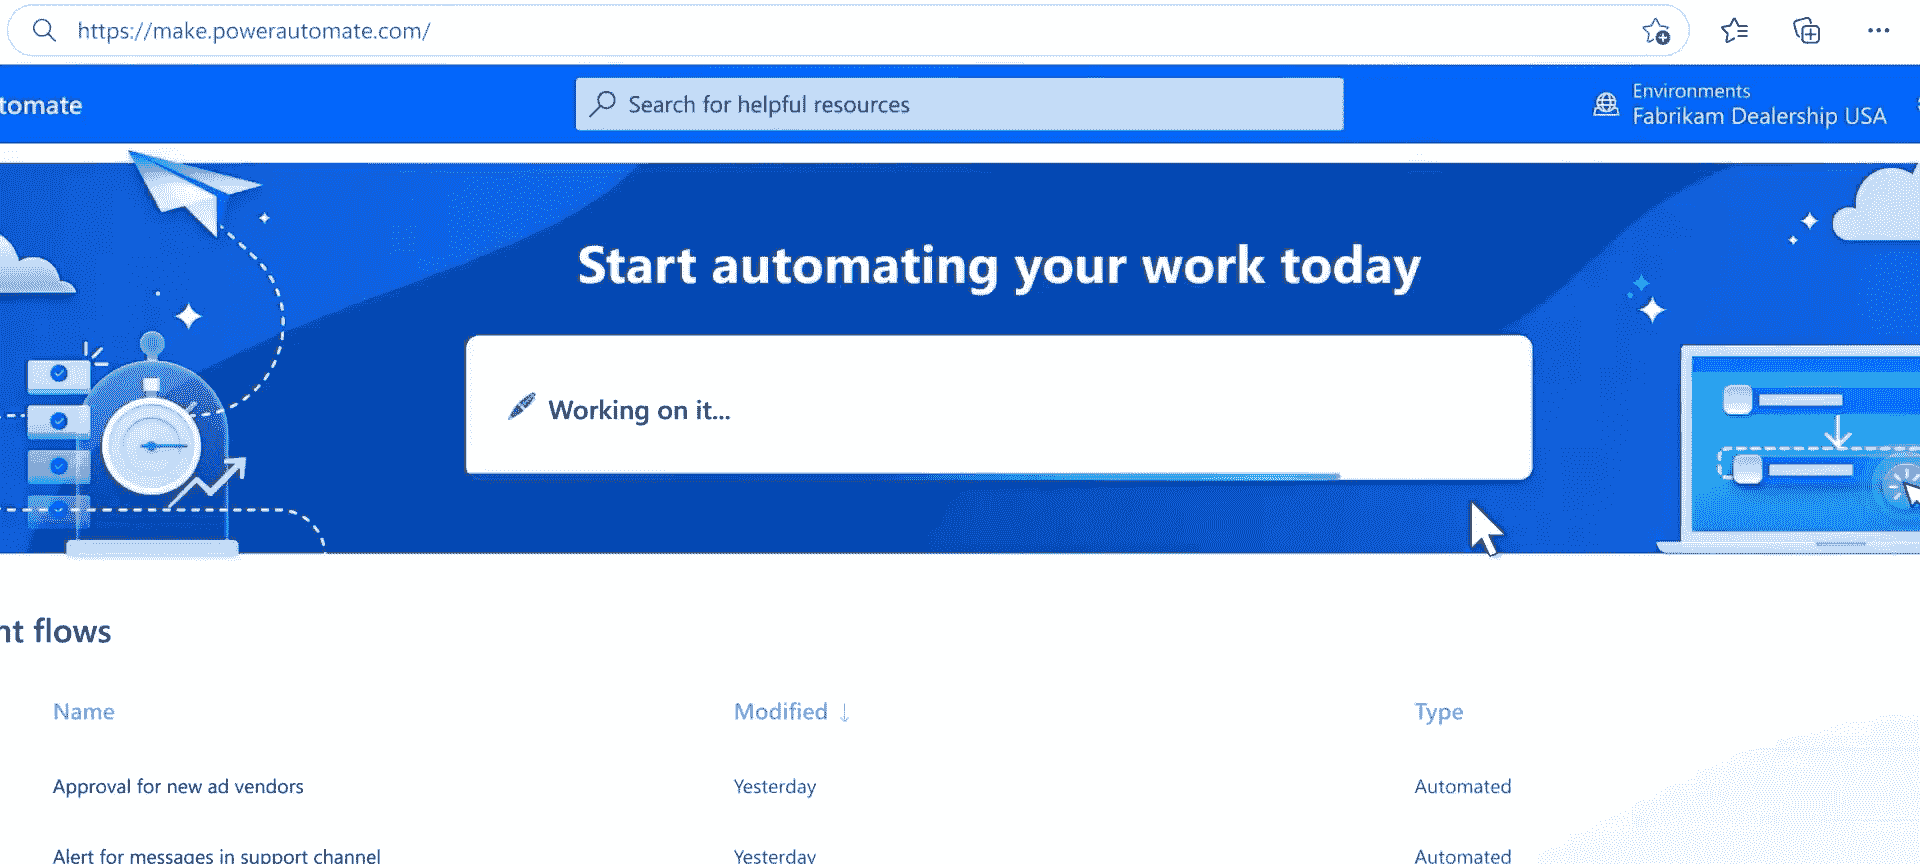 https://make.powerautomate.com/
tomate
Search for helpful resources
Environments
Fabrikam Dealership USA
Start automating your work today
Working on it...
nt flows
Name
Modified ↓
Type
Approval for new ad vendors
Yesterday
Automated
Alert for messages in support channel
Yesterday
Automated